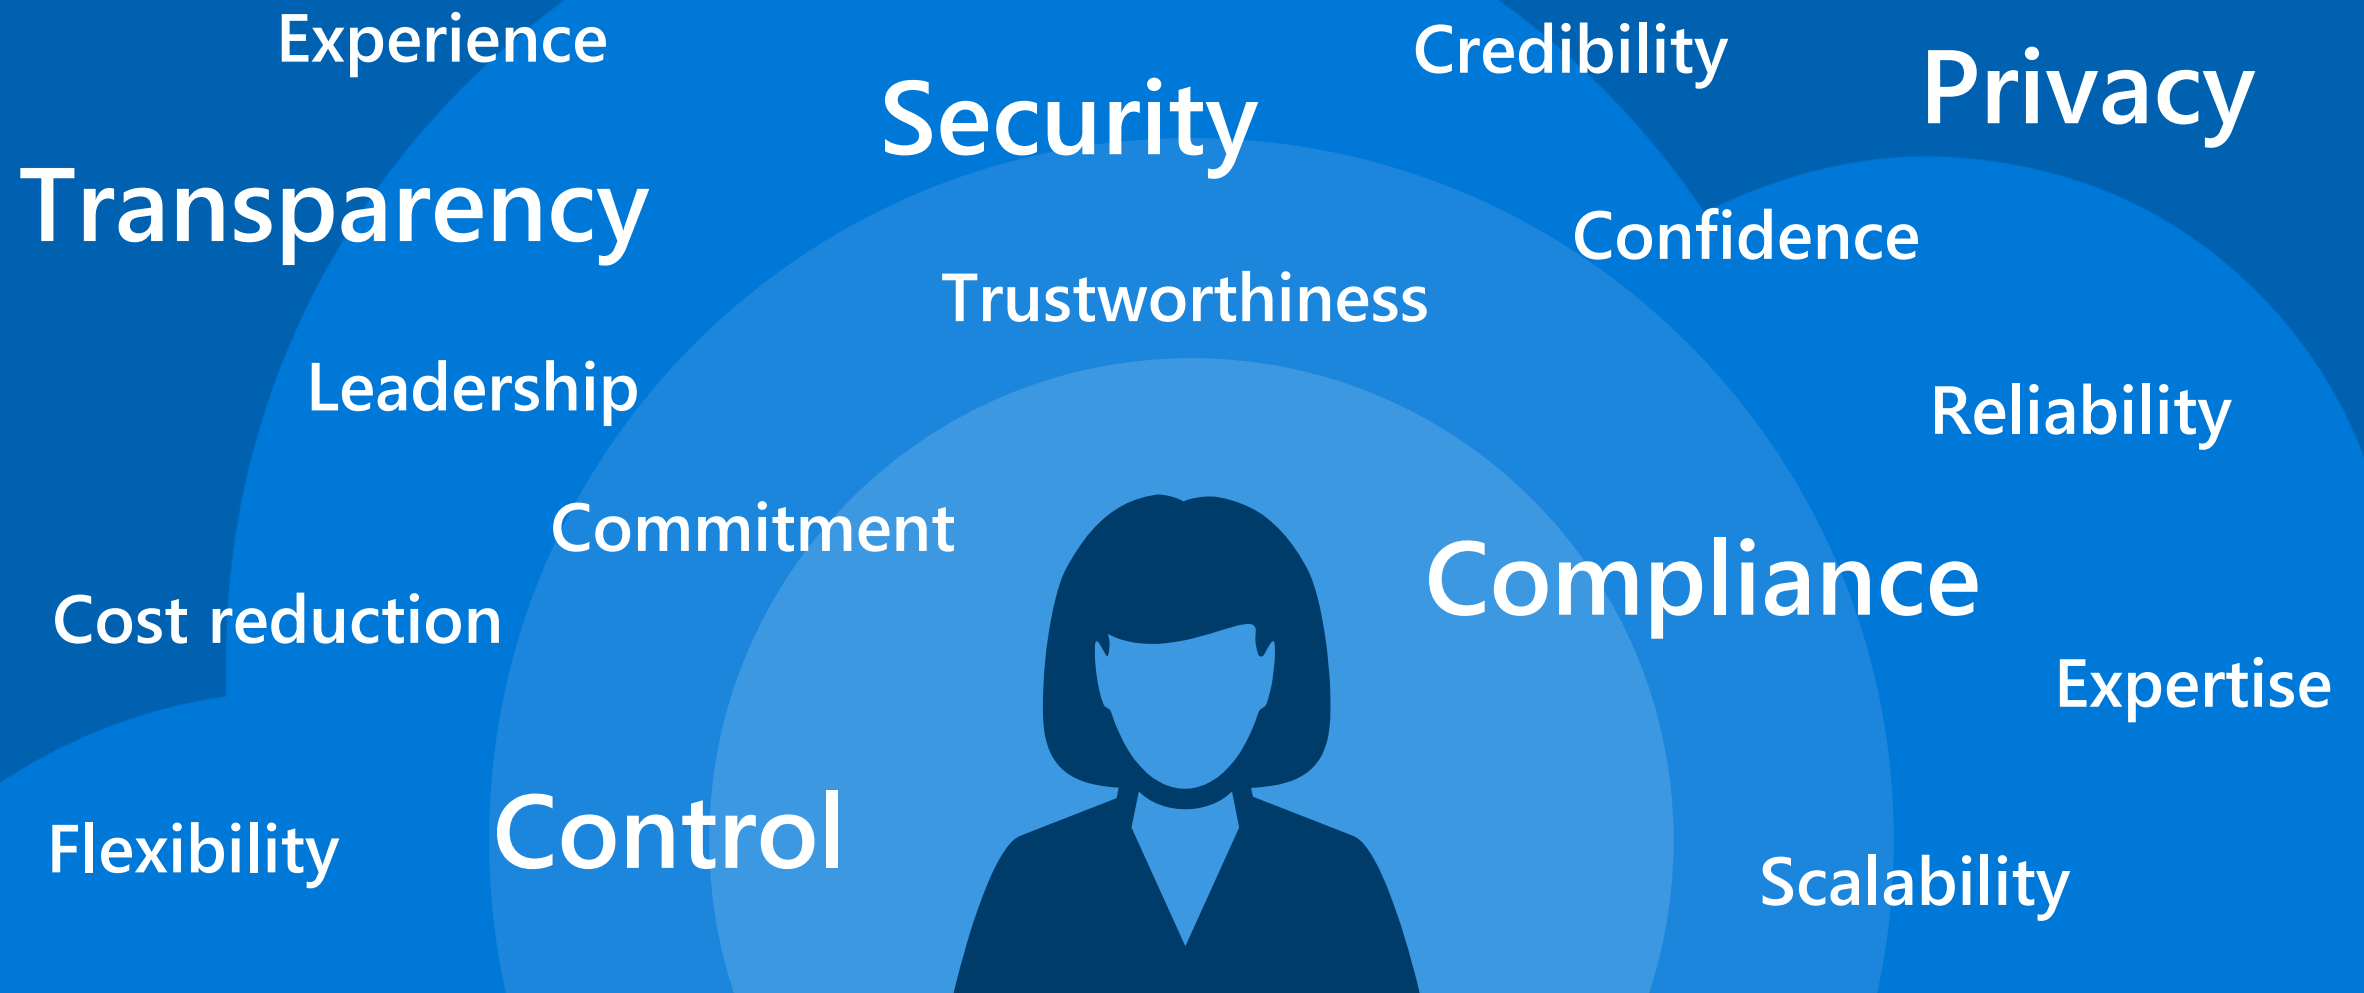 Experience
Credibility
Security
Privacy
Transparency
Confidence
Trustworthiness
Leadership
Reliability
Commitment
Compliance
Cost reduction
Expertise
Control
Flexibility
Scalability